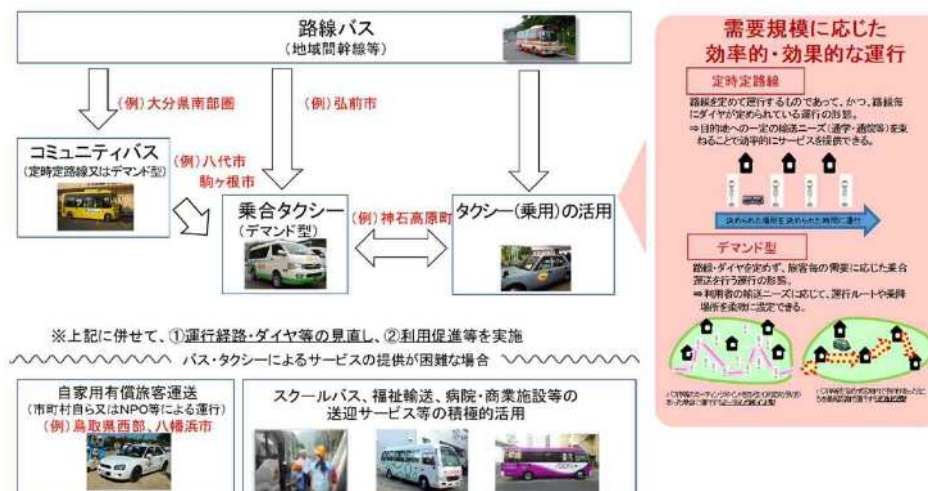 路線バス
(地域間幹線等)
(例)大分県南部圏
(例)弘前市
コミュニティバス
(定時定路線又はデマンド型)
(例)八代市
駒ヶ根市
乗合タクシー
(デマンド型)
(例)神石高原町
タクシー(乗用)の活用
※上記に併せて、①運行経路・ダイヤ等の見直し、②利用促進等を実施
バス・タクシーによるサービスの提供が困難な場合
自家用有償旅客運送
(市町村自ら又はNPO等による運行)
(例)鳥取県西部、八幡浜市
スクールバス、福祉輸送、病院・商業施設等の
送迎サービス等の積極的活用
需要規模に応じた
効率的・効果的な運行
定時定路線
路線を定めて運行するものであって、かつ、路線毎
にダイヤが定められている運行の形態。
⇒目的地への一定の輸送ニーズ(通学・通院等)を束
ねることで効率的にサービスを提供できる。
決められた場所を決められた時間に運行
デマンド型
路線・ダイヤを定めず、旅客毎の需要に応じた乗合
運送を行う運行の形態。
⇒利用者の輸送ニーズに応じて、運行ルートや乗降
場所を柔軟に設定できる。